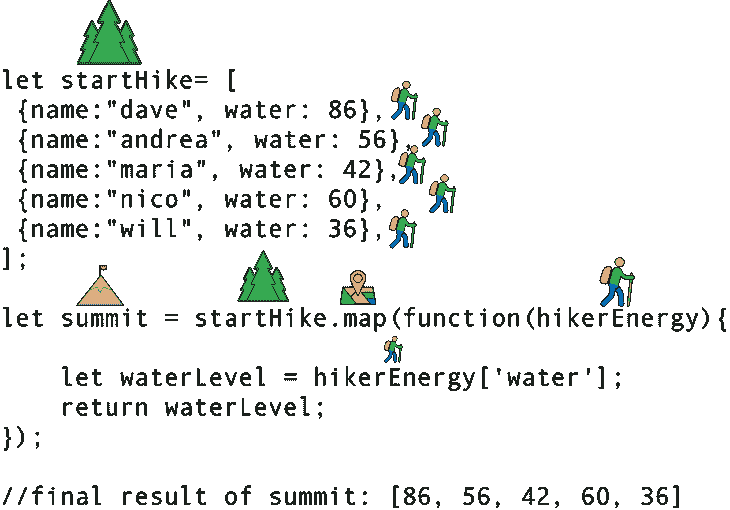 let startHike= [
{name:"dave", water: 86},
{name:"andrea", water: 56},
{name:"maria", water: 42},
{name:"nico", water: 60},
{name:"will", water: 36},
];
let summit = startHike.map(function(hikerEnergy){
let waterLevel = hikerEnergy['water'];
return waterLevel;
});
//final result of summit: [86, 56, 42, 60, 36]